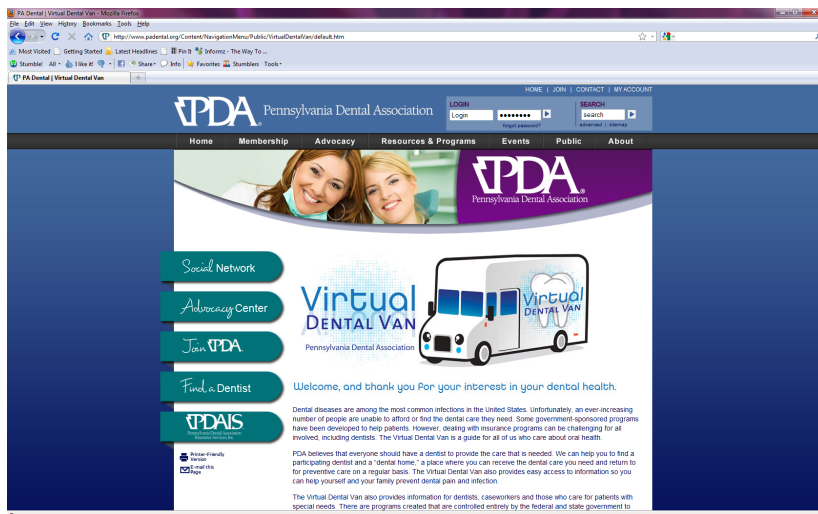 PA Dental | Virtual Dental Van - Mozilla Firefox
File Edit View History Bookmarks Tools Help
http://www.padental.org/Content/NavigationMenu/Public/VirtualDentalVan/default.htm
Most Visited Getting Started Latest Headlines Pin It Informz - The Way To ...
Stumble! All I like it! Share Info Favorites Stumblers Tools
PA Dental | Virtual Dental Van
HOME | JOIN | CONTACT | MY ACCOUNT
PDA Pennsylvania Dental Association
LOGIN SEARCH
Login search
forgot password? advanced | sitemap
Home Membership Advocacy Resources & Programs Events Public About
PDA
Pennsylvania Dental Association
Social Network
Advocacy Center
Join PDA
Find a Dentist
PDAIS
Pennsylvania Dental Association
Insurance Services, Inc.
Printer-Friendly
Version
E-mail this
Page
Virtual
DENTAL VAN
Pennsylvania Dental Association
Virtual
DENTAL VAN
Welcome, and thank you for your interest in your dental health.
Dental diseases are among the most common infections in the United States. Unfortunately, an ever-increasing
number of people are unable to afford or find the dental care they need. Some government-sponsored programs
have been developed to help patients. However, dealing with insurance programs can be challenging for all
involved, including dentists. The Virtual Dental Van is a guide for all of us who care about oral health.
PDA believes that everyone should have a dentist to provide the care that is needed. We can help you to find a
participating dentist and a "dental home," a place where you can receive the dental care you need and return to
for preventive care on a regular basis. The Virtual Dental Van also provides easy access to information so you
can help yourself and your family prevent dental pain and infection.
The Virtual Dental Van also provides information for dentists, caseworkers and those who care for patients with
special needs. There are programs created that are controlled entirely by the federal and state government to